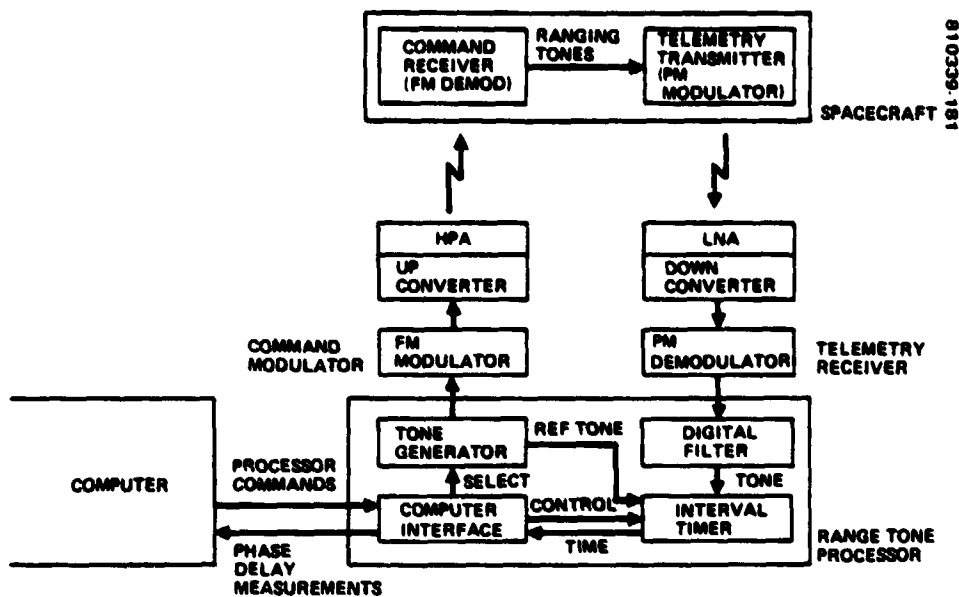 COMMAND
RECEIVER
(FM DEMOD)
RANGING
TONES
TELEMETRY
TRANSMITTER
(PM
MODULATOR)
SPACECRAFT
810339-181
HPA
UP
CONVERTER
LNA
DOWN
CONVERTER
COMMAND
MODULATOR
FM
MODULATOR
PM
DEMODULATOR
TELEMETRY
RECEIVER
COMPUTER
PROCESSOR
COMMANDS
TONE
GENERATOR
REF TONE
DIGITAL
FILTER
SELECT
TONE
COMPUTER
INTERFACE
CONTROL
TIME
INTERVAL
TIMER
RANGE TONE
PROCESSOR
PHASE
DELAY
MEASUREMENTS